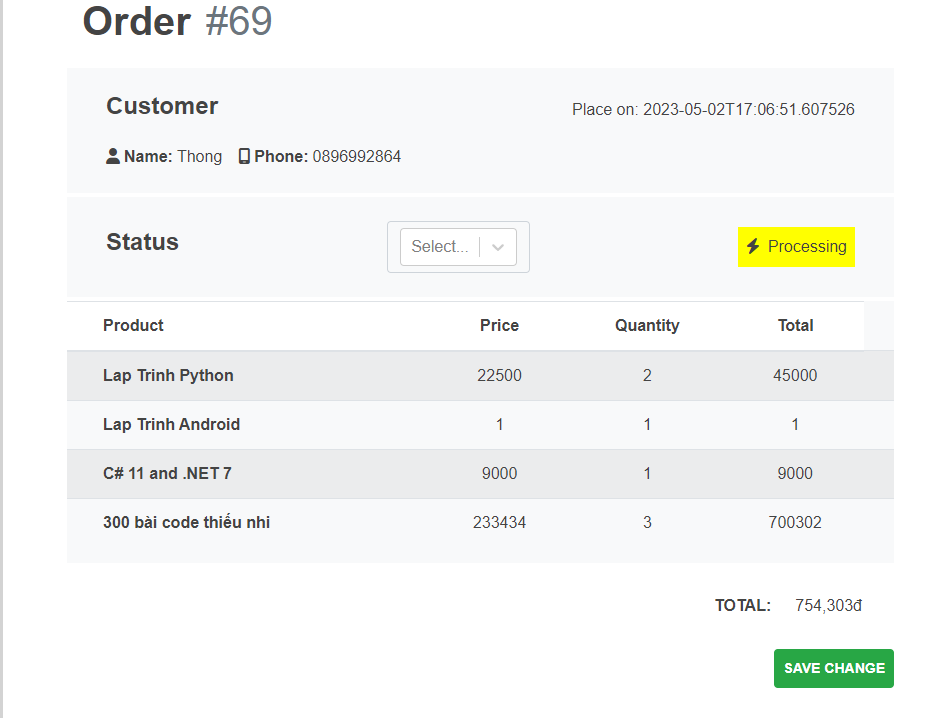 Order #69
Customer
Place on: 2023-05-02T17:06:51.607526
Name: Thong Phone: 0896992864
Status Select... Processing
Product Price Quantity Total
Lap Trinh Python 22500 2 45000
Lap Trinh Android 1 1 1
C# 11 and .NET 7 9000 1 9000
300 bài code thiếu nhi 233434 3 700302
TOTAL: 754,303đ
SAVE CHANGE